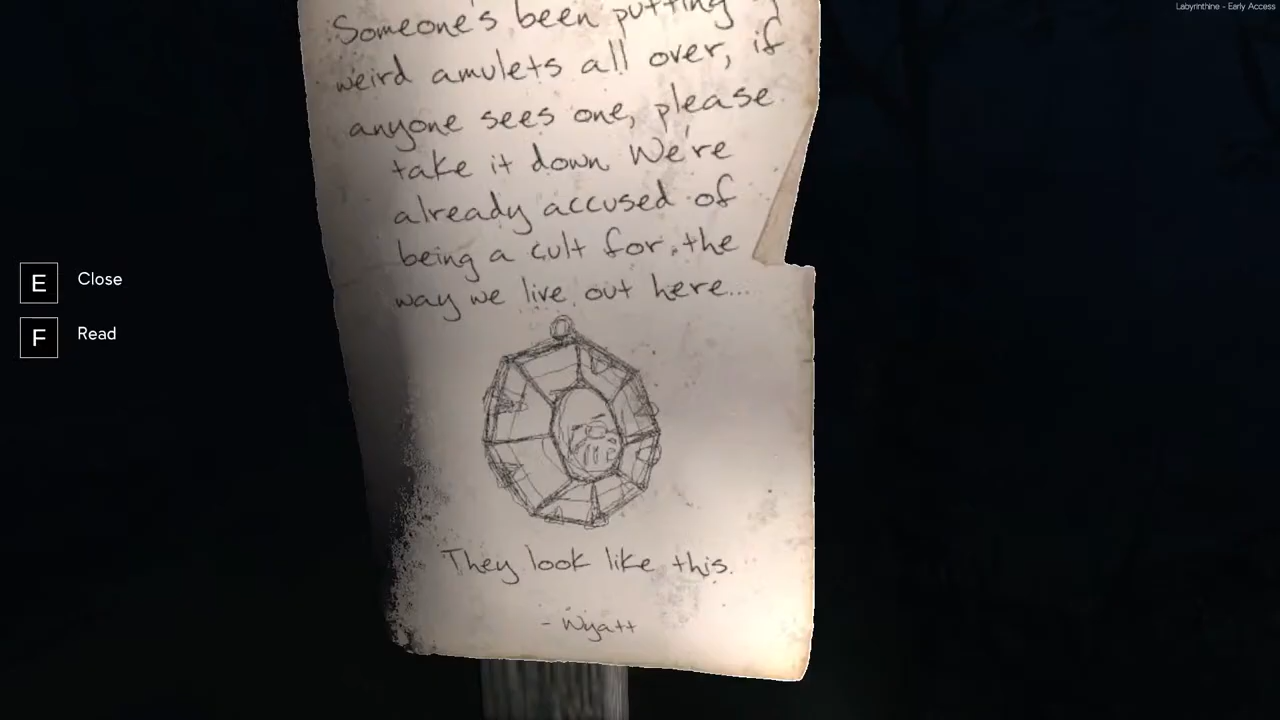 Labyrinthine - Early Access
Someone's been putting
weird amulets all over, if
anyone sees one, please
take it down. We're
already accused of
being a cult for the
way we live out here...
E Close
F Read
They look like this.
- Wyatt